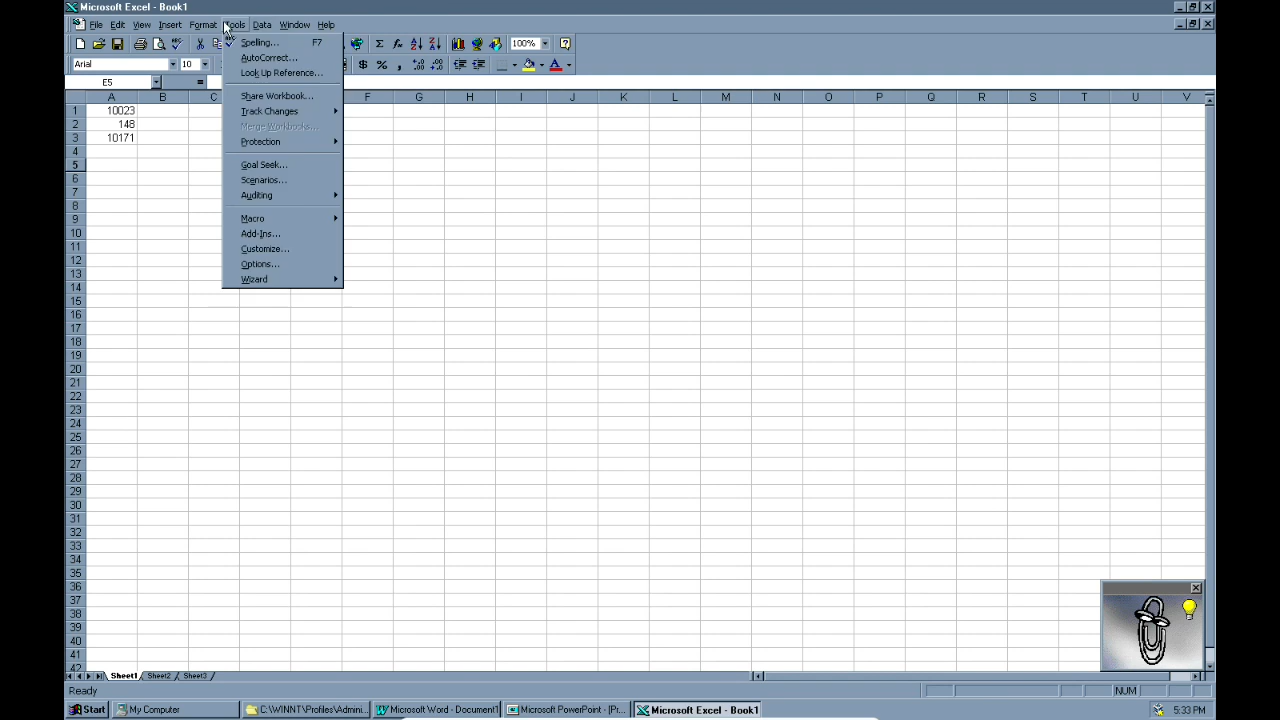 Microsoft Excel - Book1
File Edit View Insert Format Tools Data Window Help
100%
Arial 10 $ % ,
E5 =
Spelling... F7
AutoCorrect...
Look Up Reference...
Share Workbook...
Track Changes
Merge Workbooks...
Protection
Goal Seek...
Scenarios...
Auditing
Macro
Add-Ins...
Customize...
Options...
Wizard
A B C F G H I J K L M N O P Q R S T U V
1 10023
2 148
3 10171
4
5
6
7
8
9
10
11
12
13
14
15
16
17
18
19
20
21
22
23
24
25
26
27
28
29
30
31
32
33
34
35
36
37
38
39
40
41
42
Sheet1 Sheet2 Sheet3
Ready NUM
Start My Computer C:\WINNT\Profiles\Admini... Microsoft Word - Document1 Microsoft PowerPoint - [Pr... Microsoft Excel - Book1 5:33 PM